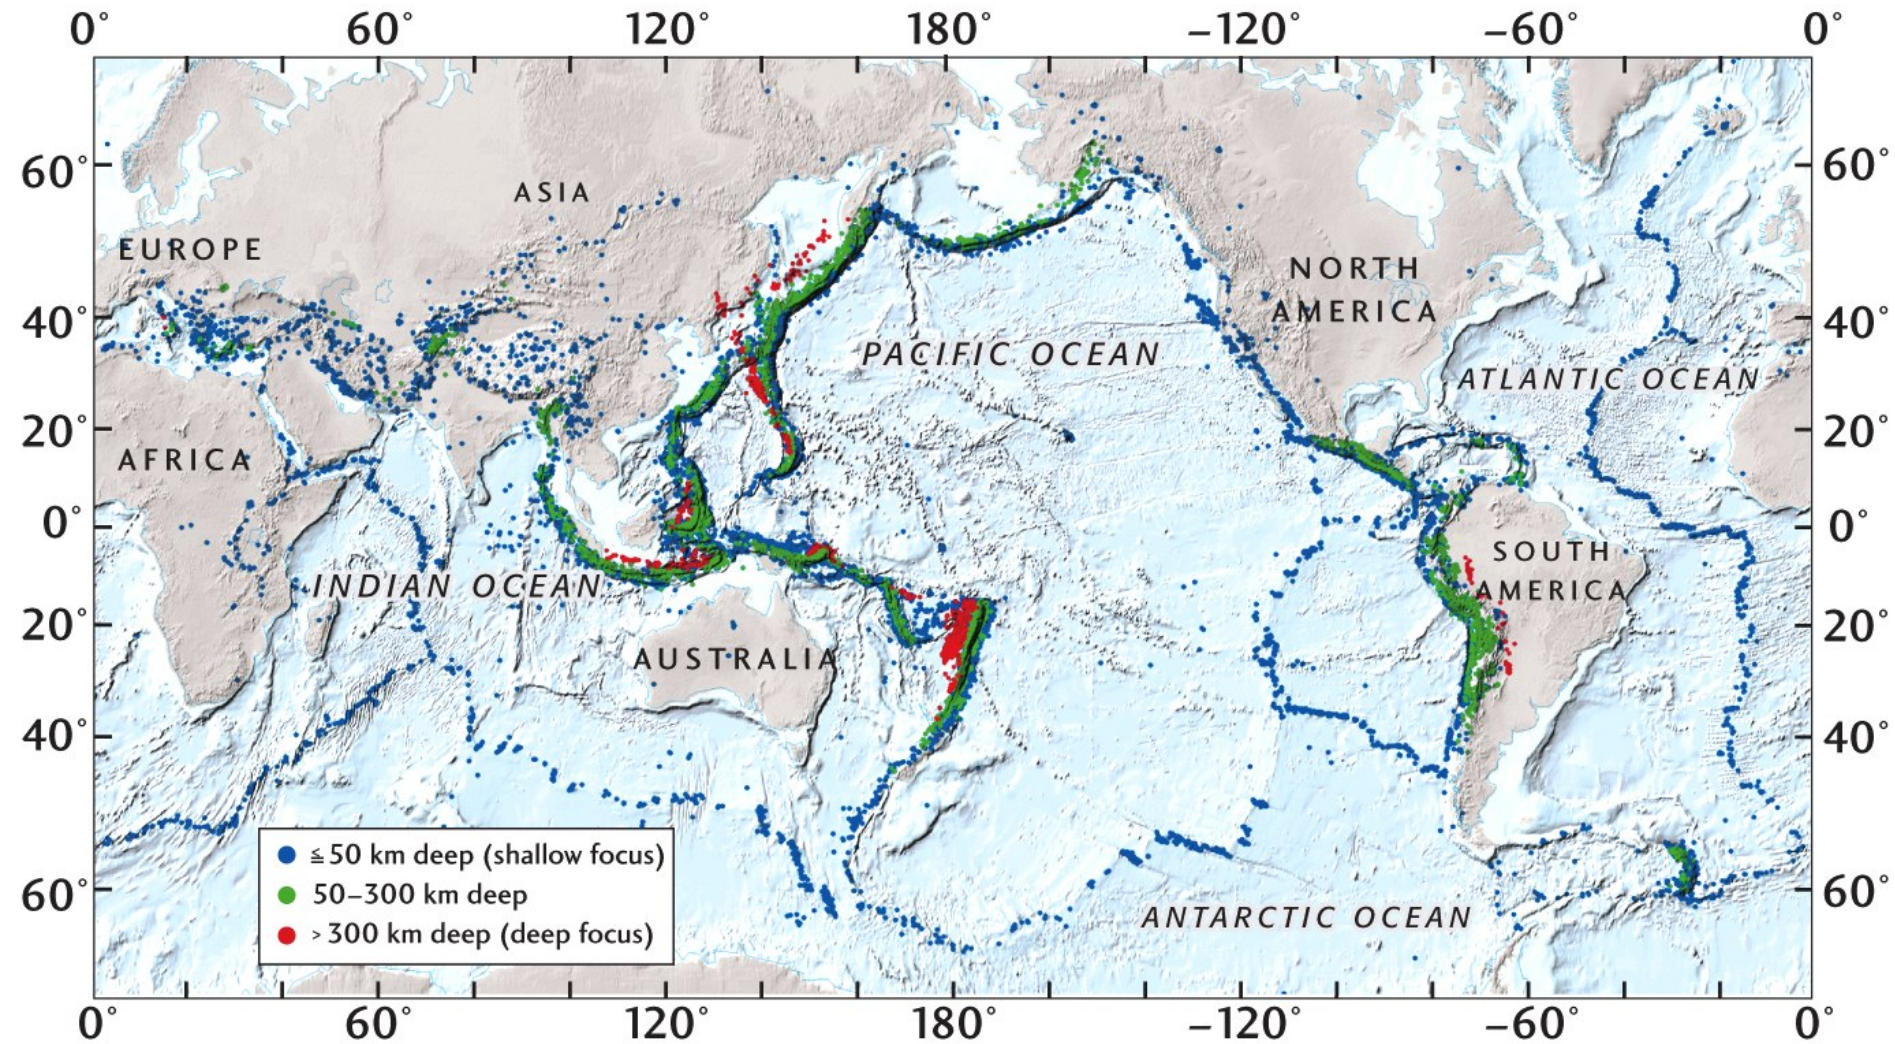 0° 60° 120° 180° −120° −60° 0°
60° 60°
ASIA
EUROPE
NORTH
AMERICA
40° 40°
PACIFIC OCEAN
ATLANTIC OCEAN
20° 20°
AFRICA
0° 0°
SOUTH
AMERICA
INDIAN OCEAN
20° 20°
AUSTRALIA
40° 40°
≦50 km deep (shallow focus)
50–300 km deep
>300 km deep (deep focus)
60° 60°
ANTARCTIC OCEAN
0° 60° 120° 180° −120° −60° 0°